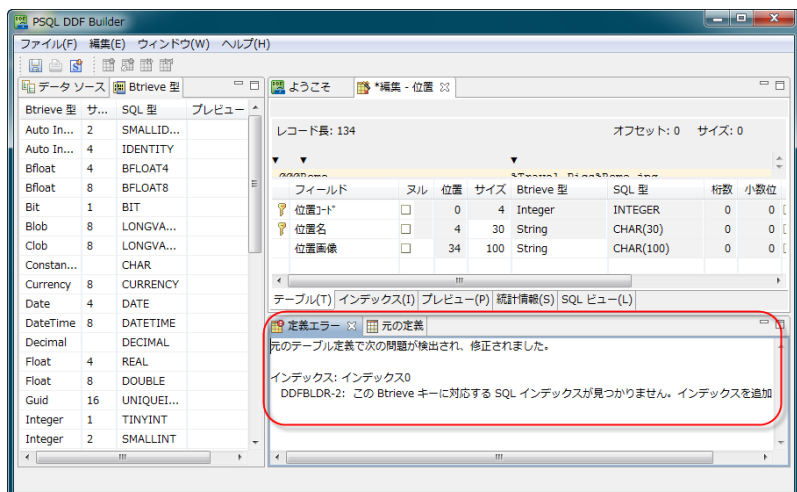 PSQL DDF Builder
ファイル(F) 編集(E) ウィンドウ(W) ヘルプ(H)
データ ソース Btrieve 型
ようこそ *編集 - 位置
Btrieve 型 サ... SQL 型 プレビュー
Auto In... 2 SMALLID...
Auto In... 4 IDENTITY
Bfloat 4 BFLOAT4
Bfloat 8 BFLOAT8
Bit 1 BIT
Blob 8 LONGVA...
Clob 8 LONGVA...
Constan... CHAR
Currency 8 CURRENCY
Date 4 DATE
DateTime 8 DATETIME
Decimal DECIMAL
Float 4 REAL
Float 8 DOUBLE
Guid 16 UNIQUEI...
Integer 1 TINYINT
Integer 2 SMALLINT
レコード長: 134 オフセット: 0 サイズ: 0
フィールド ヌル 位置 サイズ Btrieve 型 SQL 型 桁数 小数位
位置ｺｰﾄﾞ 0 4 Integer INTEGER 0 0
位置名 4 30 String CHAR(30) 0 0
位置画像 34 100 String CHAR(100) 0 0
テーブル(T) インデックス(I) プレビュー(P) 統計情報(S) SQL ビュー(L)
定義エラー 元の定義
元のテーブル定義で次の問題が検出され、修正されました。
インデックス: インデックス0
DDFBLDR-2: この Btrieve キーに対応する SQL インデックスが見つかりません。インデックスを追加